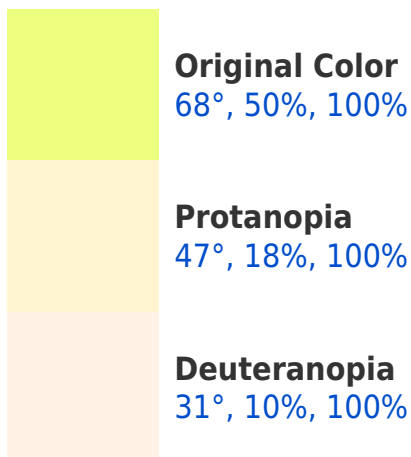 Original Color
68°, 50%, 100%
Protanopia
47°, 18%, 100%
Deuteranopia
31°, 10%, 100%